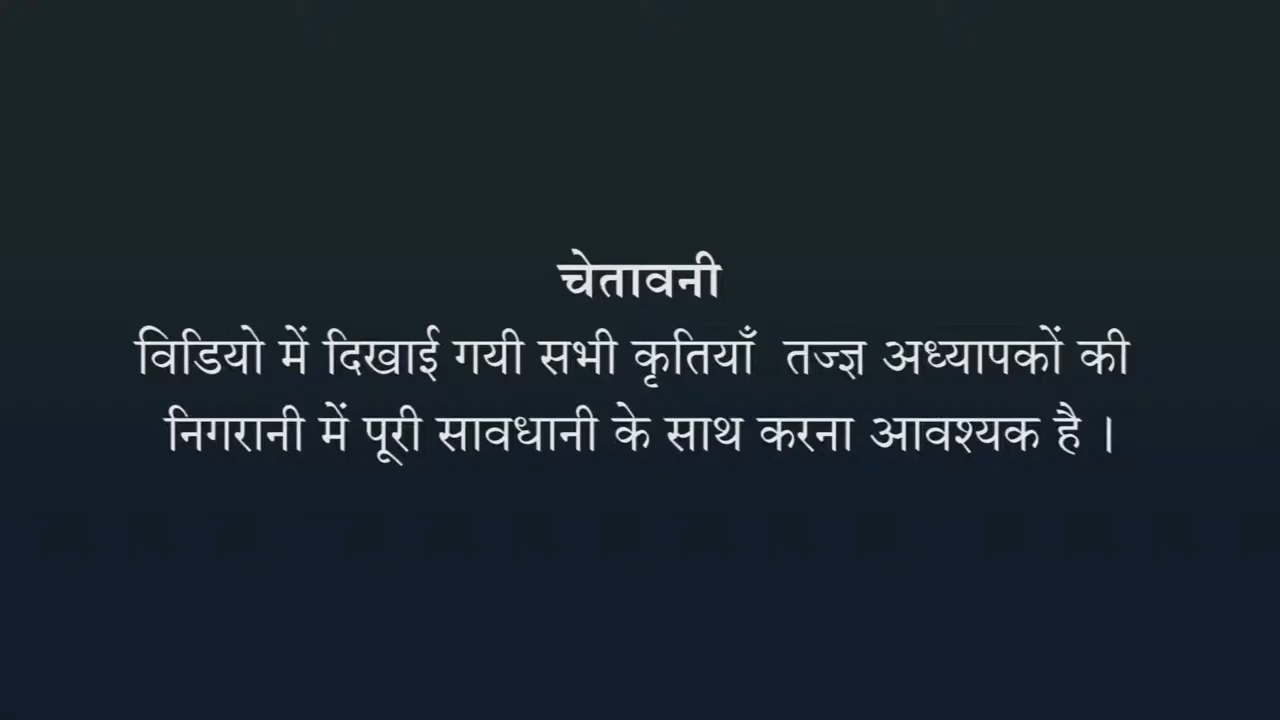 चेतावनी
विडियो में दिखाई गयी सभी कृतियाँ तज्ज्ञ अध्यापकों की
निगरानी में पूरी सावधानी के साथ करना आवश्यक है ।